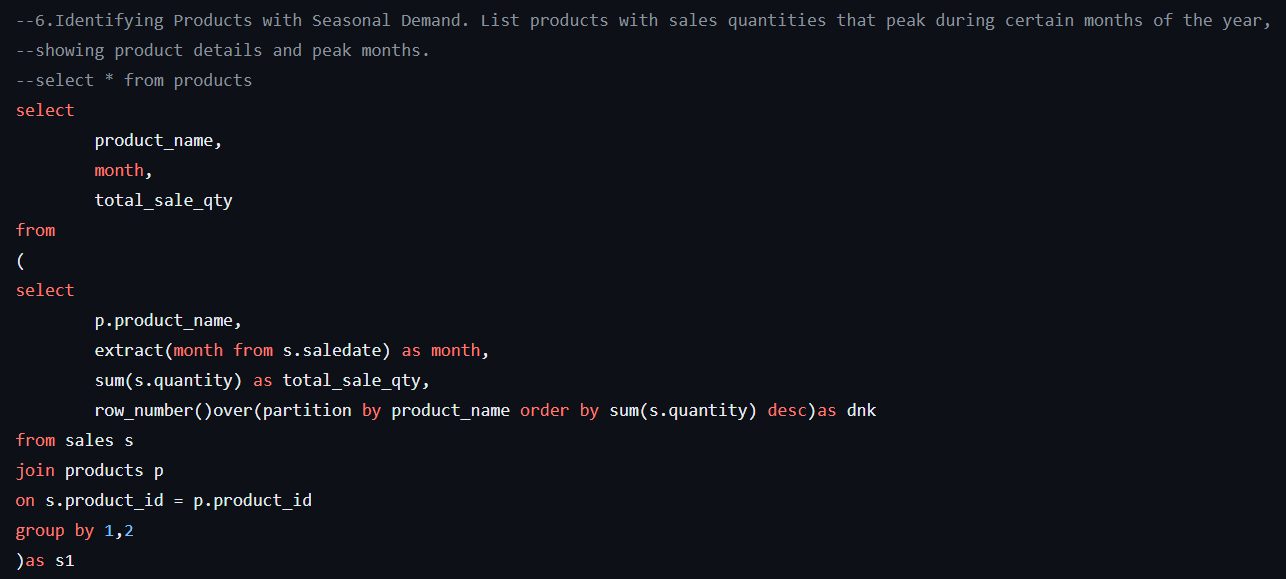 --6.Identifying Products with Seasonal Demand. List products with sales quantities that peak during certain months of the year,
--showing product details and peak months.
--select * from products
select
product_name,
month,
total_sale_qty
from
(
select
p.product_name,
extract(month from s.saledate) as month,
sum(s.quantity) as total_sale_qty,
row_number()over(partition by product_name order by sum(s.quantity) desc)as dnk
from sales s
join products p
on s.product_id = p.product_id
group by 1,2
)as s1